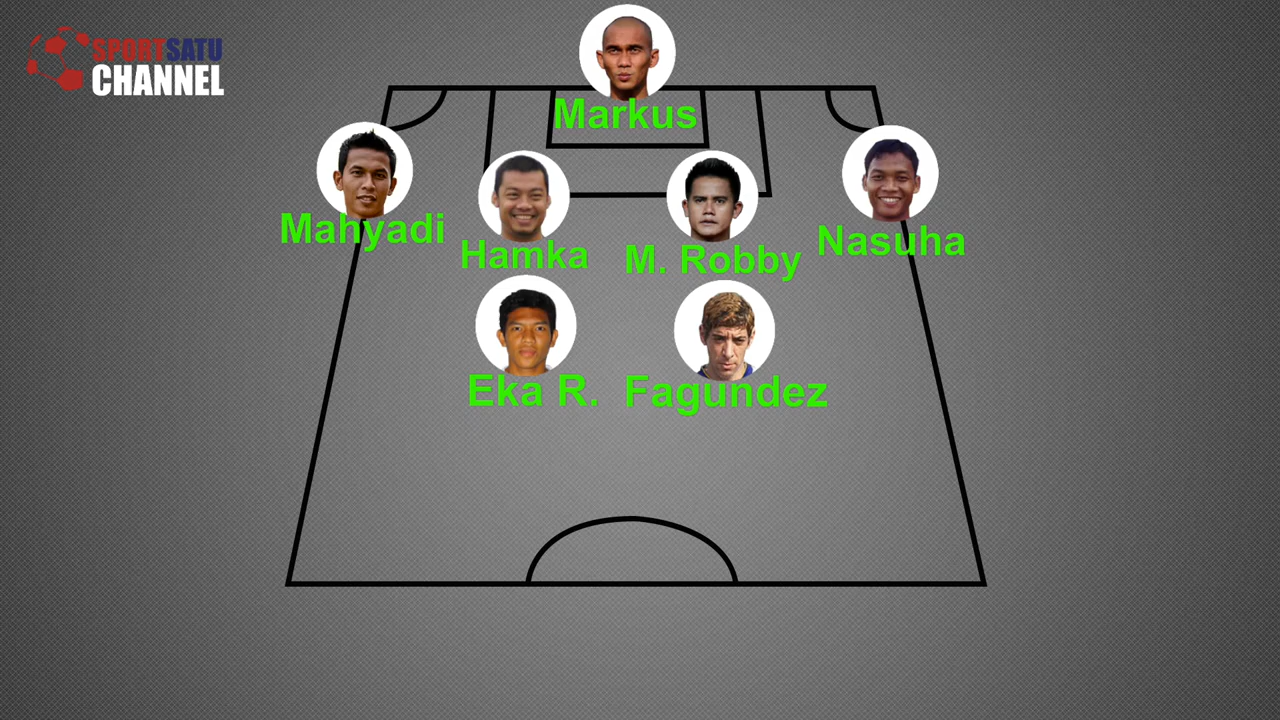 SPORTSATU
CHANNEL
Markus
Mahyadi
Hamka
M. Robby
Nasuha
Eka R.
Fagundez